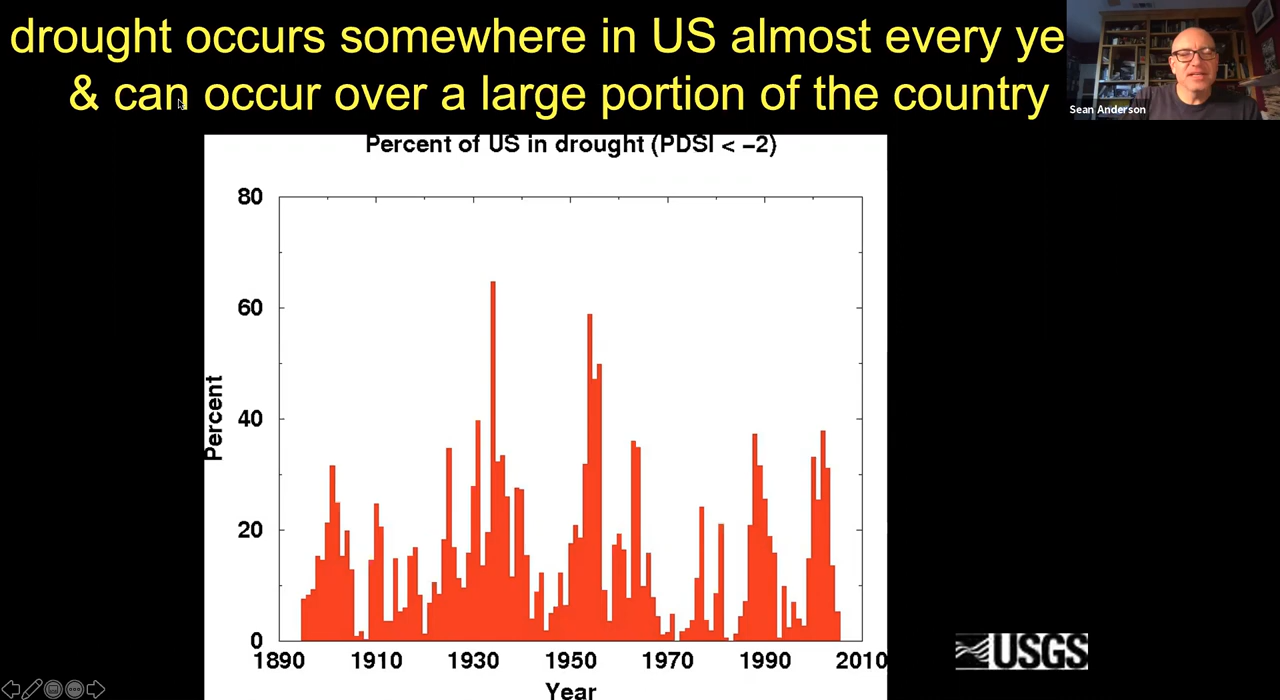 drought occurs somewhere in US almost every ye
& can occur over a large portion of the country
Sean Anderson
Percent of US in drought (PDSI < −2)
80
60
40
20
0
Percent
1890 1910 1930 1950 1970 1990 2010
Year
USGS